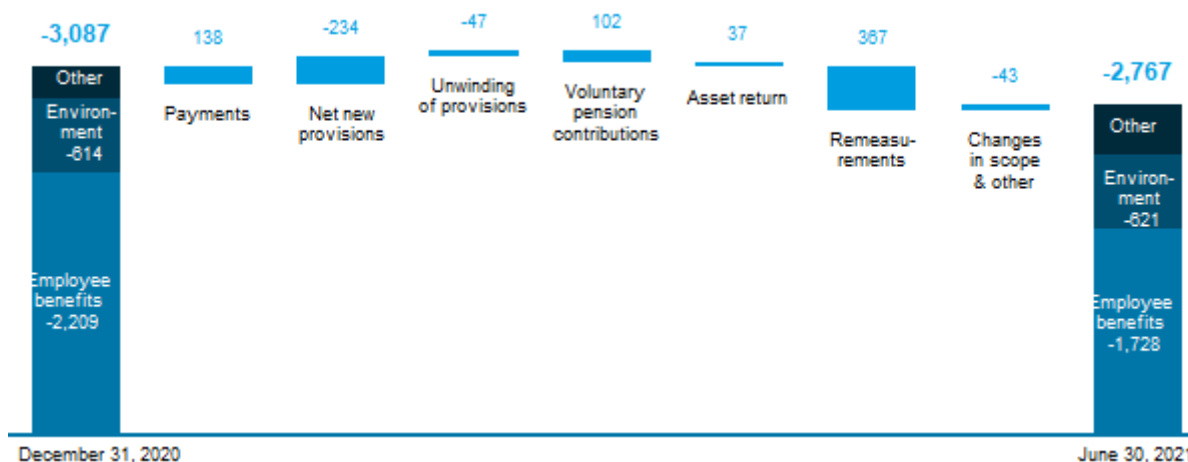 -3,087
Other
Environ-
ment
-614
Employee
benefits
-2,209
138
Payments
-234
Net new
provisions
-47
Unwinding
of provisions
102
Voluntary
pension
contributions
37
Asset return
367
Remeasu-
rements
-43
Changes
in scope
& other
-2,767
Other
Environ-
ment
-621
Employee
benefits
-1,728
December 31, 2020
June 30, 2021